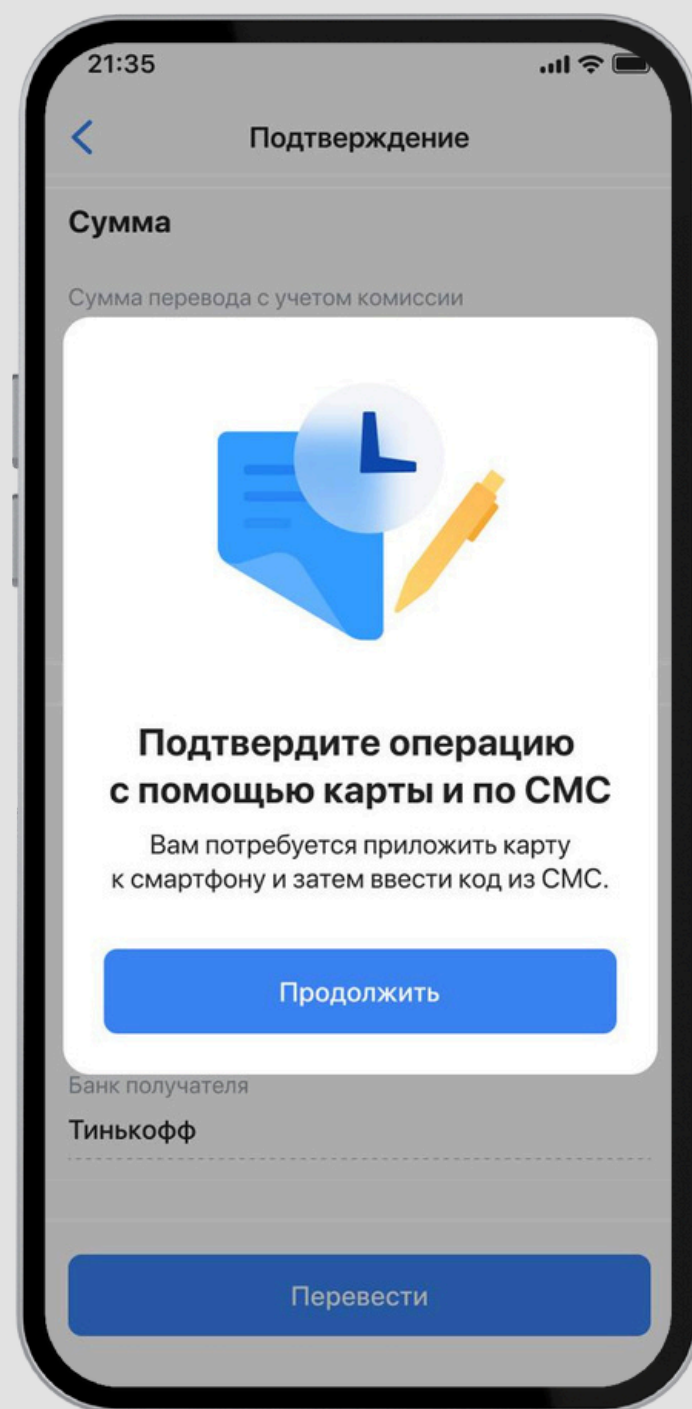 21:35
Подтверждение
Сумма
Сумма перевода с учетом комиссии
Подтвердите операцию
с помощью карты и по СМС
Вам потребуется приложить карту
к смартфону и затем ввести код из СМС.
Продолжить
Банк получателя
Тинькофф
Перевести